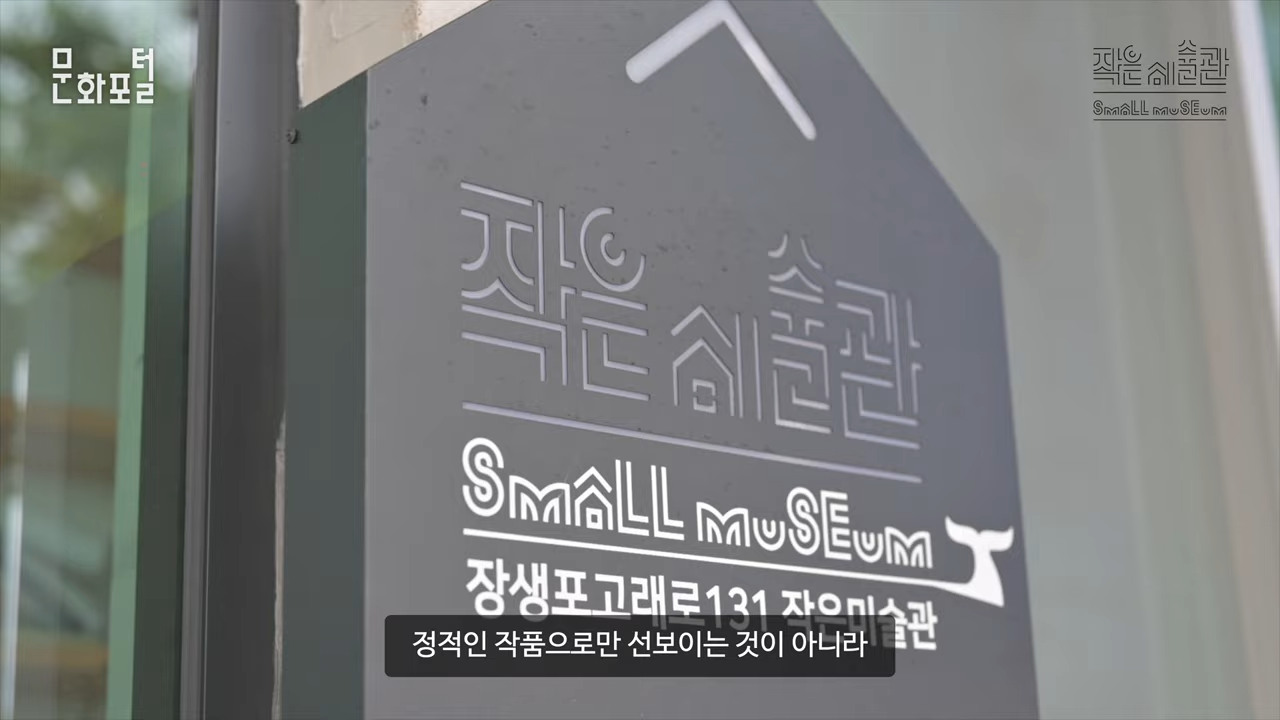 문화포털
작은미술관
SMALL MUSEUM
작은미술관
SMALL MUSEUM
장생포고래로131 작은미술관
정적인 작품으로만 선보이는 것이 아니라